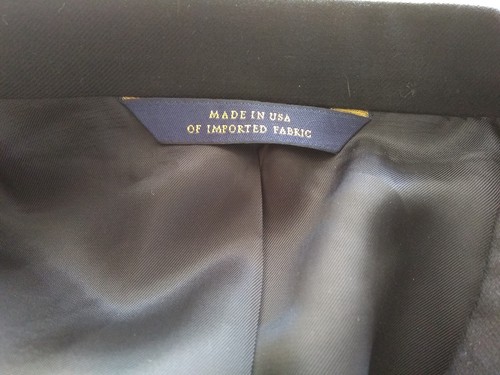 MADE IN USA
OF IMPORTED FABRIC